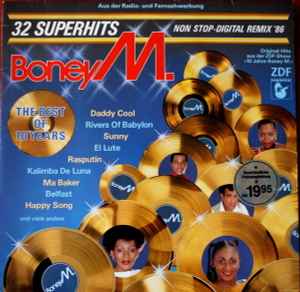 Aus der Radio- und Fernsehwerbung
32 SUPERHITS
NON STOP-DIGITAL REMIX '86
Boney M.
Original Hits
aus der ZDF-Show
»10 Jahre Boney M.«
ZDF
THE BEST
OF
10 YEARS
Daddy Cool
Rivers Of Babylon
Sunny
El Lute
Rasputin
Kalimba De Luna
Ma Baker
Belfast
Happy Song
und viele andere
19.95
Boney M.